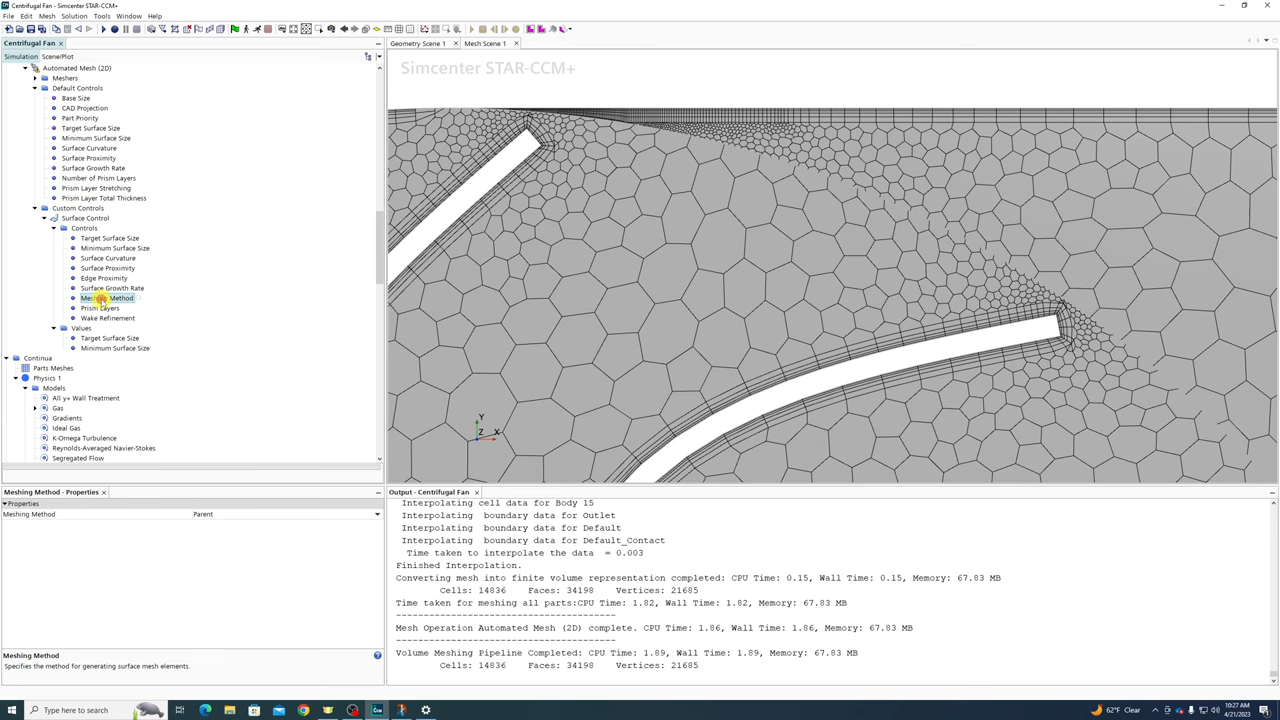 Centrifugal Fan - Simcenter STAR-CCM+
File Edit Mesh Solution Tools Window Help
Centrifugal Fan
Geometry Scene 1
Mesh Scene 1
Simulation Scene/Plot
Simcenter STAR-CCM+
Automated Mesh (2D)
Meshers
Default Controls
Base Size
CAD Projection
Part Priority
Target Surface Size
Minimum Surface Size
Surface Curvature
Surface Proximity
Surface Growth Rate
Number of Prism Layers
Prism Layer Stretching
Prism Layer Total Thickness
Custom Controls
Surface Control
Controls
Target Surface Size
Minimum Surface Size
Surface Curvature
Surface Proximity
Edge Proximity
Surface Growth Rate
Meshing Method
Prism Layers
Wake Refinement
Values
Target Surface Size
Minimum Surface Size
Continua
Parts Meshes
Physics 1
Models
All y+ Wall Treatment
Gas
Gradients
Ideal Gas
K-Omega Turbulence
Reynolds-Averaged Navier-Stokes
Segregated Flow
Y
Z X
Meshing Method - Properties
Properties
Meshing Method Parent
Meshing Method
Specifies the method for generating surface mesh elements.
Output - Centrifugal Fan
Interpolating cell data for Body 15
Interpolating boundary data for Outlet
Interpolating boundary data for Default
Interpolating boundary data for Default_Contact
Time taken to interpolate the data = 0.003
Finished Interpolation.
Converting mesh into finite volume representation completed: CPU Time: 0.15, Wall Time: 0.15, Memory: 67.83 MB
Cells: 14836 Faces: 34198 Vertices: 21685
Time taken for meshing all parts:CPU Time: 1.82, Wall Time: 1.82, Memory: 67.83 MB
----------------------------------------
Mesh Operation Automated Mesh (2D) complete. CPU Time: 1.86, Wall Time: 1.86, Memory: 67.83 MB
----------------------------------------
Volume Meshing Pipeline Completed: CPU Time: 1.89, Wall Time: 1.89, Memory: 67.83 MB
Cells: 14836 Faces: 34198 Vertices: 21685
Type here to search
62°F Clear
10:27 AM
4/21/2023